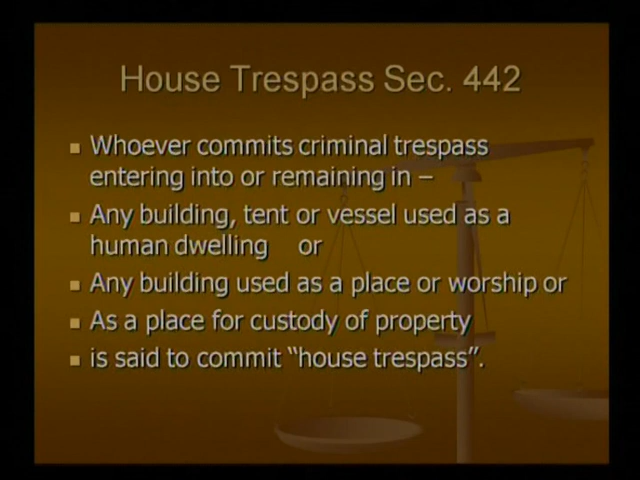 House Trespass Sec. 442
Whoever commits criminal trespass
entering into or remaining in –
Any building, tent or vessel used as a
human dwelling or
Any building used as a place or worship or
As a place for custody of property
is said to commit “house trespass”.